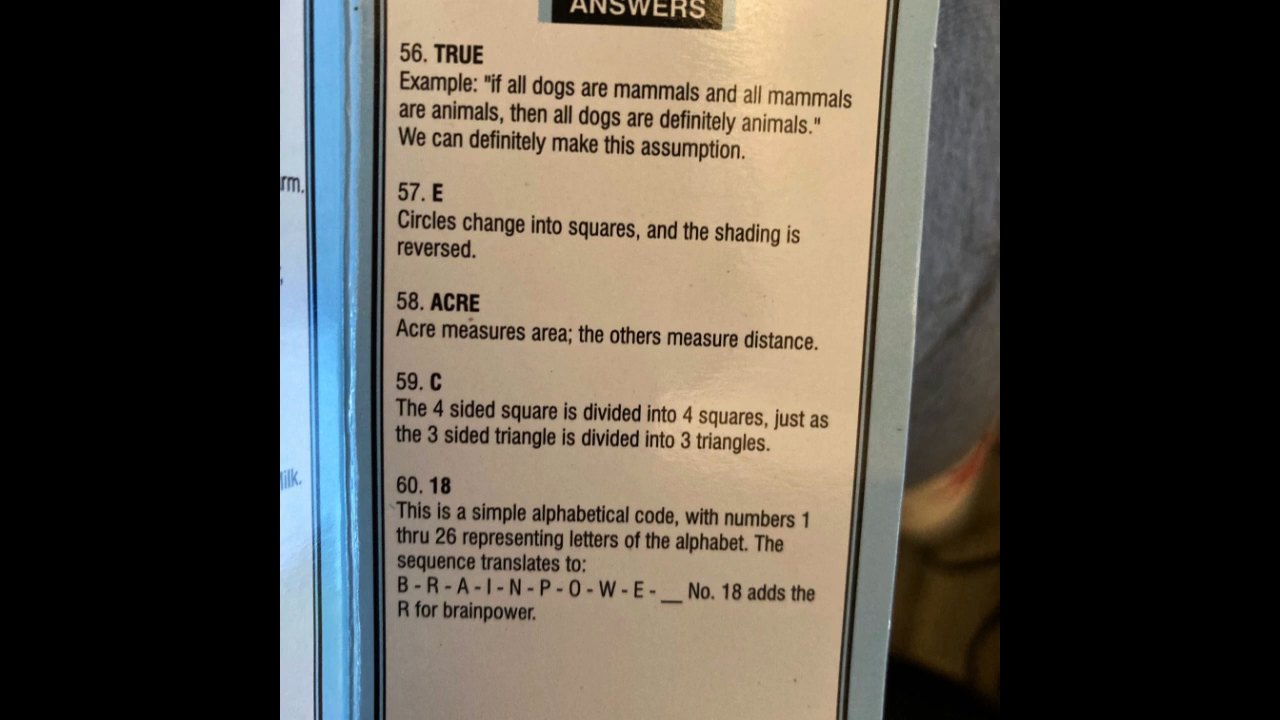 ANSWERS
56. TRUE
Example: "if all dogs are mammals and all mammals
are animals, then all dogs are definitely animals."
We can definitely make this assumption.
57. E
Circles change into squares, and the shading is
reversed.
58. ACRE
Acre measures area; the others measure distance.
59. C
The 4 sided square is divided into 4 squares, just as
the 3 sided triangle is divided into 3 triangles.
60. 18
This is a simple alphabetical code, with numbers 1
thru 26 representing letters of the alphabet. The
sequence translates to:
B - R - A - I - N - P - O - W - E - __ No. 18 adds the
R for brainpower.